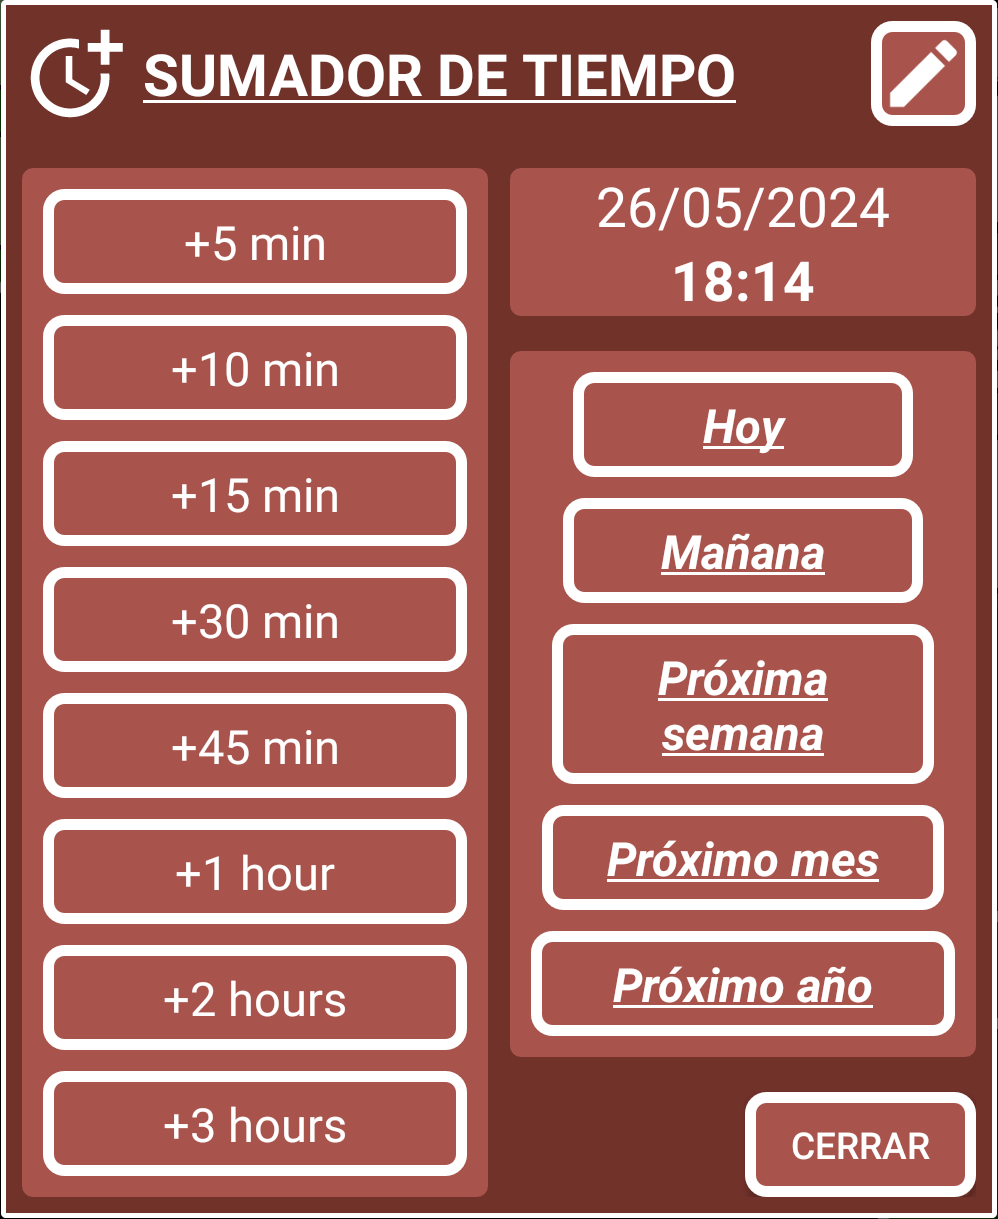 SUMADOR DE TIEMPO
+5 min
+10 min
+15 min
+30 min
+45 min
+1 hour
+2 hours
+3 hours
26/05/2024
18:14
Hoy
Mañana
Próxima
semana
Próximo mes
Próximo año
CERRAR